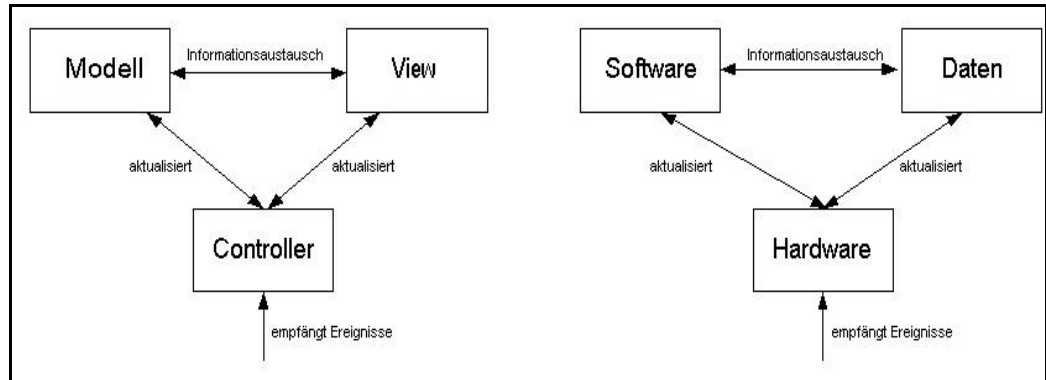 Modell
Informationsaustausch
View
aktualisiert
aktualisiert
Controller
empfängt Ereignisse
Software
Informationsaustausch
Daten
aktualisiert
aktualisiert
Hardware
empfängt Ereignisse